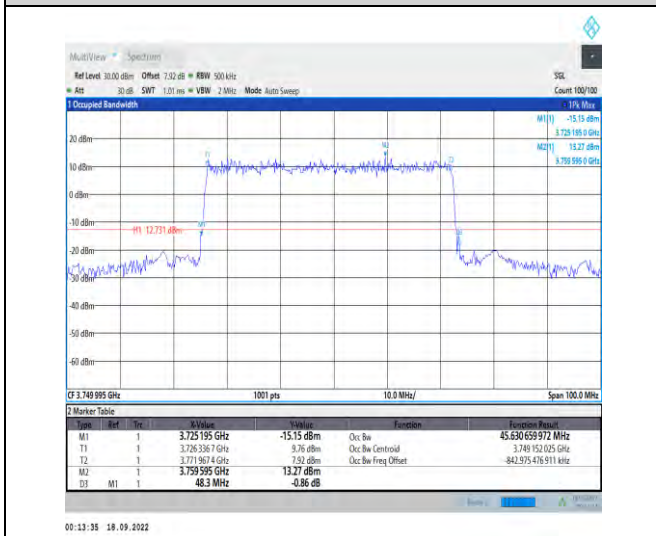 MultiView Spectrum
Ref Level 30.00 dBm Offset 7.92 dB RBW 500 kHz SGL
Att 30 dB SWT 1.01 ms VBW 2 MHz Mode Auto Sweep Count 100/100
1 Occupied Bandwidth 1Pk Max
M1[1] -15.15 dBm
3.725 195 0 GHz
20 dBm
M2[1] 13.27 dBm
3.759 595 0 GHz
M2
T1
10 dBm
0 dBm
-10 dBm
M1
H1 12.731 dBm
-20 dBm
-30 dBm
-40 dBm
-50 dBm
-60 dBm
CF 3.749 995 GHz 1001 pts 10.0 MHz/ Span 100.0 MHz
2 Marker Table
Type Ref Trc X-Value Y-Value Function Function Result
M1 1 3.725 195 GHz -15.15 dBm Occ Bw 45.630 659 972 MHz
T1 1 3.726 336 7 GHz 9.76 dBm Occ Bw Centroid 3.749 152 025 GHz
T2 1 3.771 967 4 GHz 7.92 dBm Occ Bw Freq Offset -842.975 476 911 kHz
M2 1 3.759 595 GHz 13.27 dBm
D3 M1 1 48.3 MHz -0.86 dB
00:13:35 18.09.2022